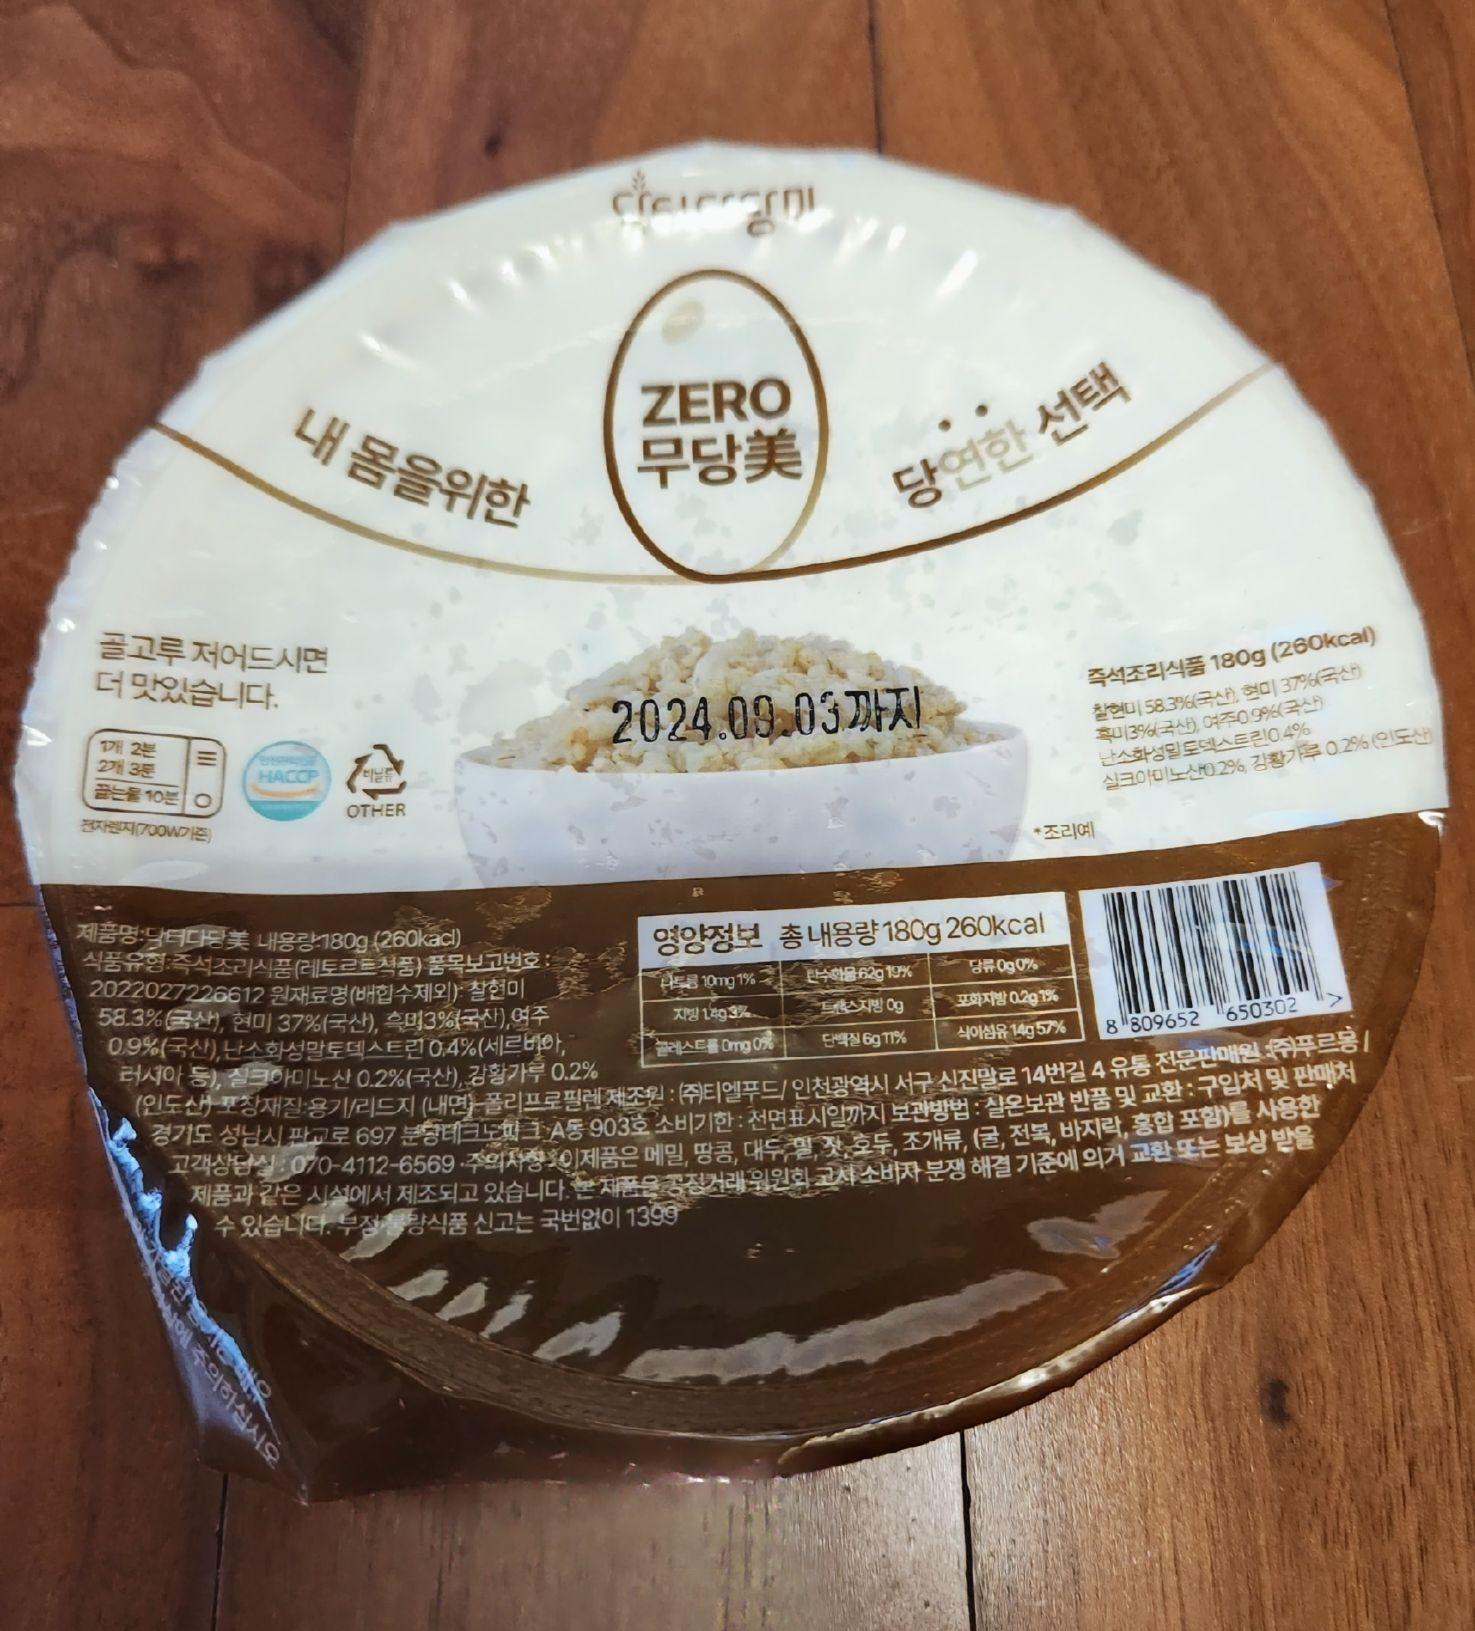 닥터다당미
ZERO
무당美
내 몸을위한
당연한 선택
골고루 저어드시면
더 맛있습니다.
1개 2분
2개 3분
끓는물 10분
전자렌지(700W기준)
HACCP
비닐류
OTHER
2024.09.03까지
즉석조리식품 180g (260kcal)
찰현미 58.3%(국산), 현미 37%(국산)
흑미3%(국산), 여주0.9%(국산)
난소화성말토덱스트린0.4%
실크아미노산0.2%, 강황가루 0.2% (인도산)
*조리예
제품명:닥터다당美 내용량:180g (260kacl)
식품유형:즉석조리식품(레토르트식품) 품목보고번호 :
2022027226612 원재료명(배합수제외): 찰현미
58.3%(국산), 현미 37%(국산), 흑미3%(국산),여주
0.9%(국산),난소화성말토덱스트린 0.4%(세르비아,
러시아 등), 실크아미노산 0.2%(국산), 강황가루 0.2%
(인도산) 포장재질:용기/리드지 (내면)-폴리프로필렌 제조원 : (주)티엘푸드/ 인천광역시 서구 신진말로 14번길 4 유통 전문판매원 :(주)푸르몽 /
경기도 성남시 판교로 697 분당테크노파크 A동 903호 소비기한 : 전면표시일까지 보관방법 : 실온보관 반품 및 교환 : 구입처 및 판매처
고객상담실 : 070-4112-6569 주의사항:이제품은 메밀, 땅콩, 대두, 밀, 잣, 호두, 조개류, (굴, 전복, 바지락, 홍합 포함)를 사용한
제품과 같은 시설에서 제조되고 있습니다. 본 제품은 공정거래 위원회 고시 소비자 분쟁 해결 기준에 의거 교환 또는 보상 받을
수 있습니다. 부정·불량식품 신고는 국번없이 1399
영양정보 총 내용량 180g 260kcal
나트륨 10mg 1% 탄수화물 62g 19% 당류 0g 0%
지방 1.4g 3% 트랜스지방 0g 포화지방 0.2g 1%
콜레스트롤 0mg 0% 단백질 6g 11% 식이섬유 14g 57%
8 809652 650302 >
주의하십시오